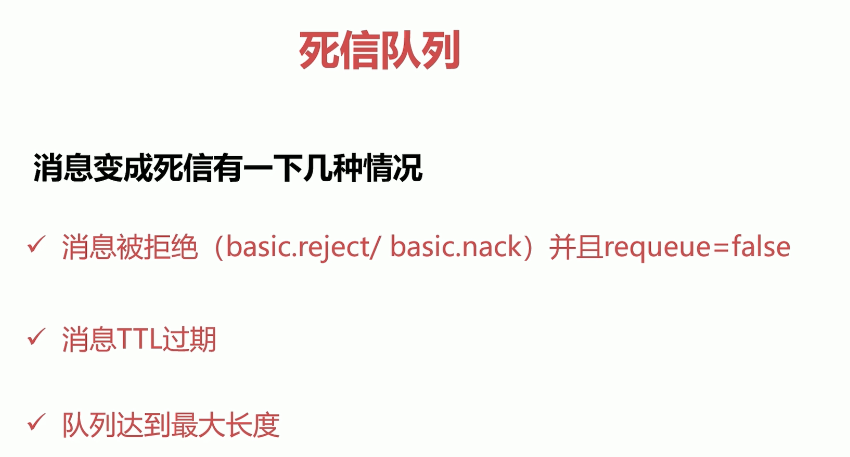 死信队列
消息变成死信有一下几种情况
✓ 消息被拒绝（basic.reject/ basic.nack）并且requeue=false
✓ 消息TTL过期
✓ 队列达到最大长度